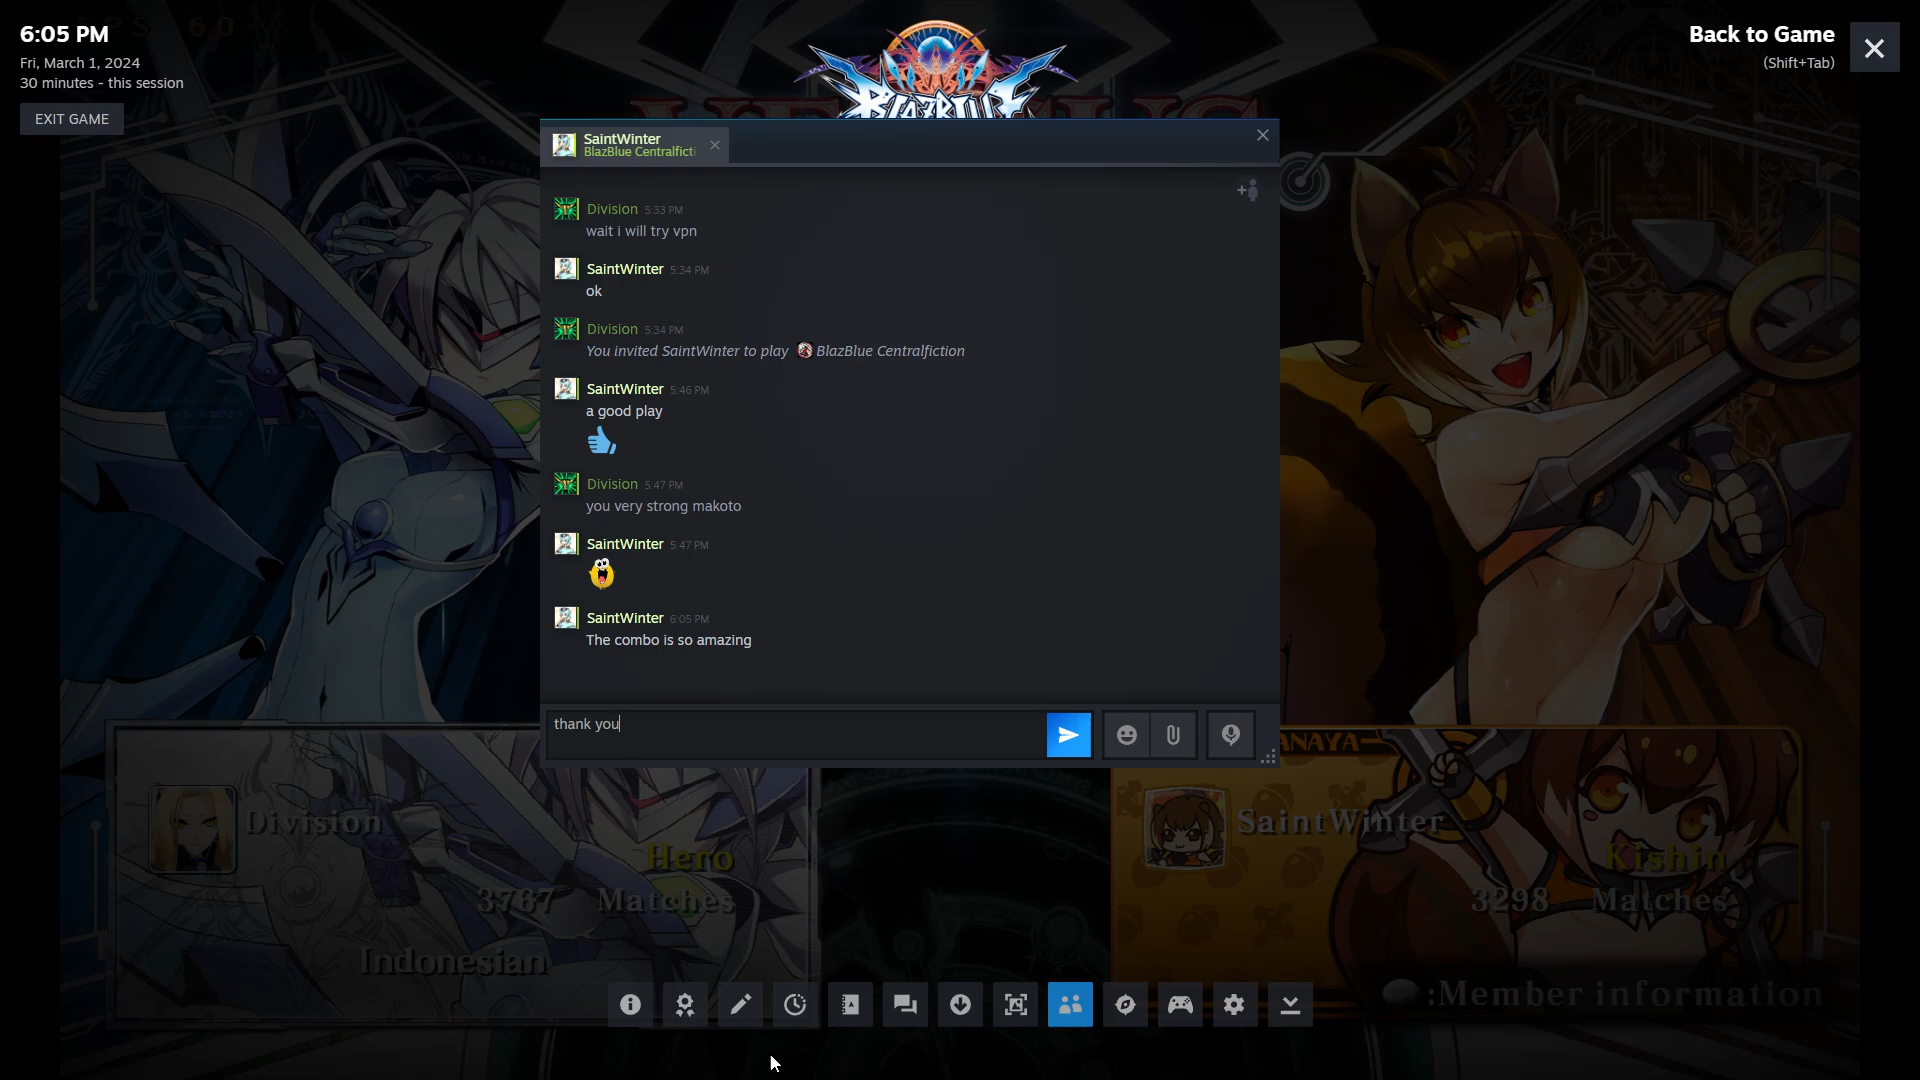 6:05 PM
Fri, March 1, 2024
30 minutes - this session
EXIT GAME
Back to Game
(Shift+Tab)
BLAZBLUE
SaintWinter
BlazBlue Centralficti
Division 5:33 PM
wait i will try vpn
SaintWinter 5:34 PM
ok
Division 5:34 PM
You invited SaintWinter to play BlazBlue Centralfiction
SaintWinter 5:46 PM
a good play
Division 5:47 PM
you very strong makoto
SaintWinter 5:47 PM
SaintWinter 6:05 PM
The combo is so amazing
thank you
Division
Hero
3767 Matches
Indonesian
ANAYA
SaintWinter
Kishin
3298 Matches
:Member information